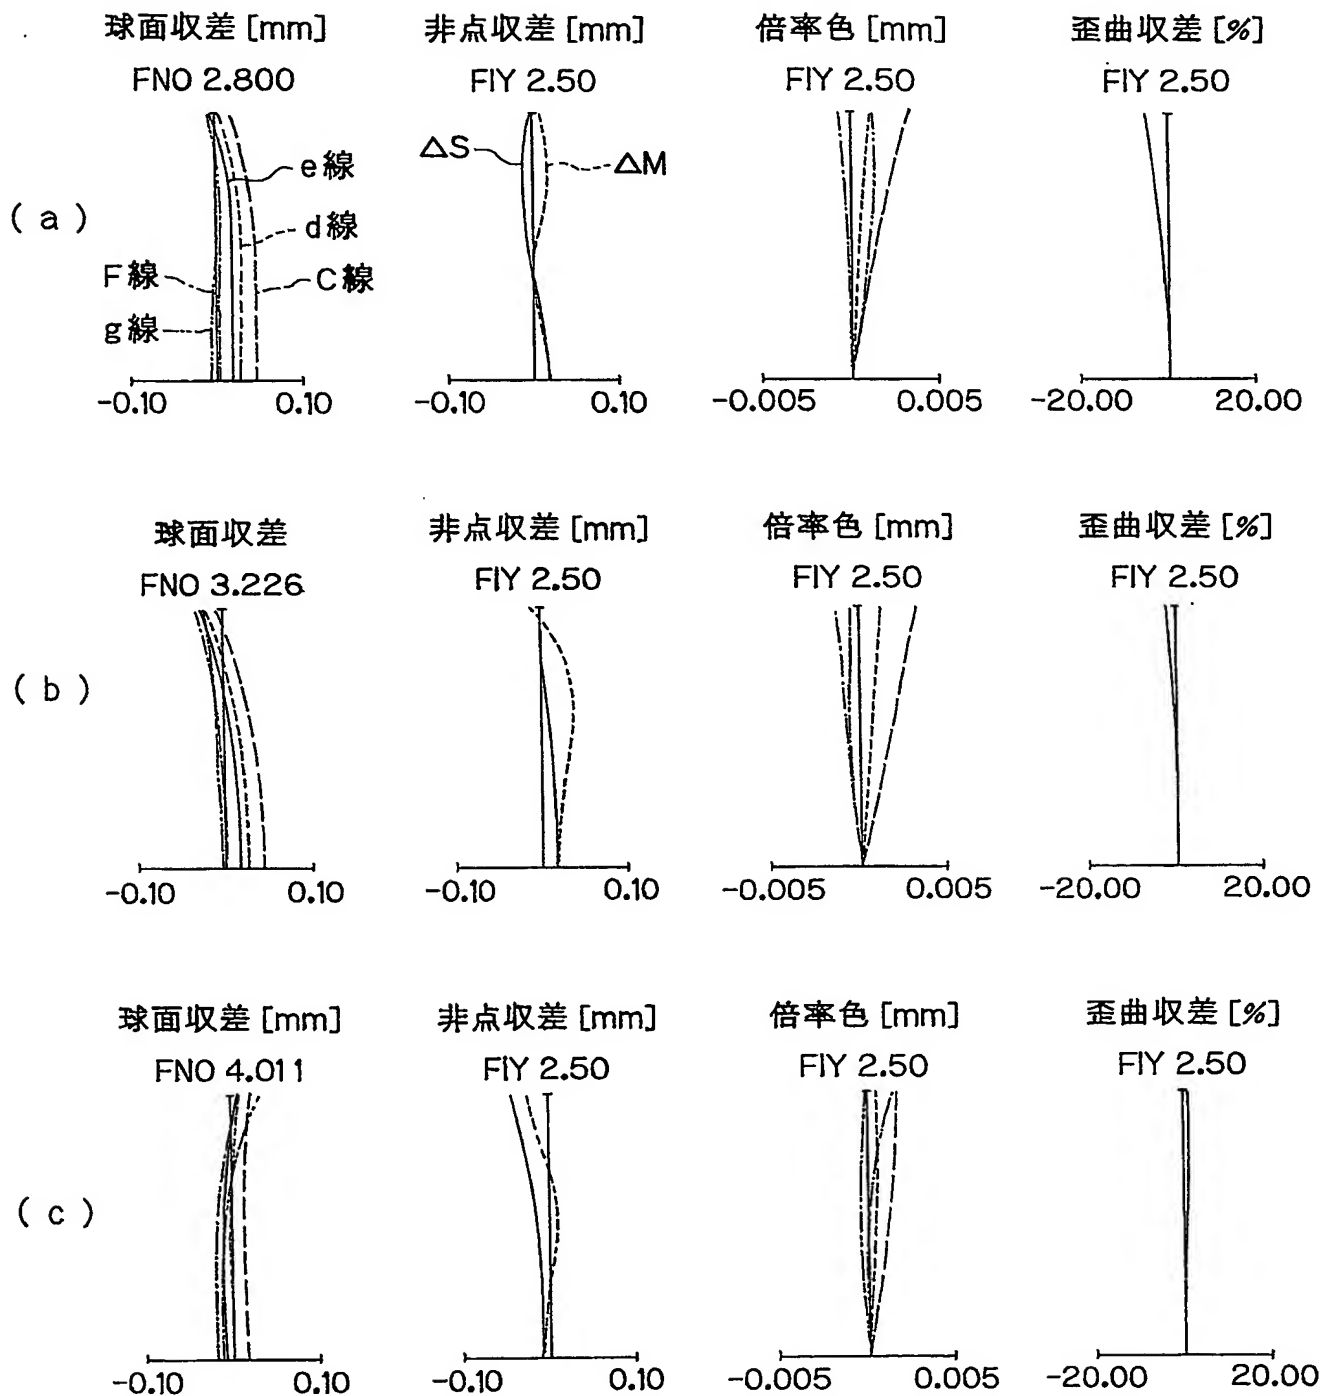 球面収差 [mm] 非点収差 [mm] 倍率色 [mm] 歪曲収差 [%]
FNO 2.800 FIY 2.50 FIY 2.50 FIY 2.50
(a)
e線
d線
F線
C線
g線
△S
△M
-0.10 0.10 -0.10 0.10 -0.005 0.005 -20.00 20.00
球面収差 非点収差 [mm] 倍率色 [mm] 歪曲収差 [%]
FNO 3.226 FIY 2.50 FIY 2.50 FIY 2.50
(b)
-0.10 0.10 -0.10 0.10 -0.005 0.005 -20.00 20.00
球面収差 [mm] 非点収差 [mm] 倍率色 [mm] 歪曲収差 [%]
FNO 4.011 FIY 2.50 FIY 2.50 FIY 2.50
(c)
-0.10 0.10 -0.10 0.10 -0.005 0.005 -20.00 20.00